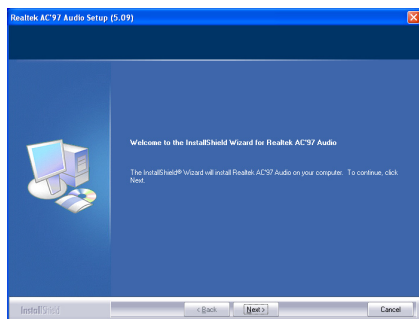 Realtek AC'97 Audio Setup (5.09)
Welcome to the InstallShield Wizard for Realtek AC'97 Audio
The InstallShield® Wizard will install Realtek AC'97 Audio on your computer. To continue, click
Next.
InstallShield
< Back Next > Cancel